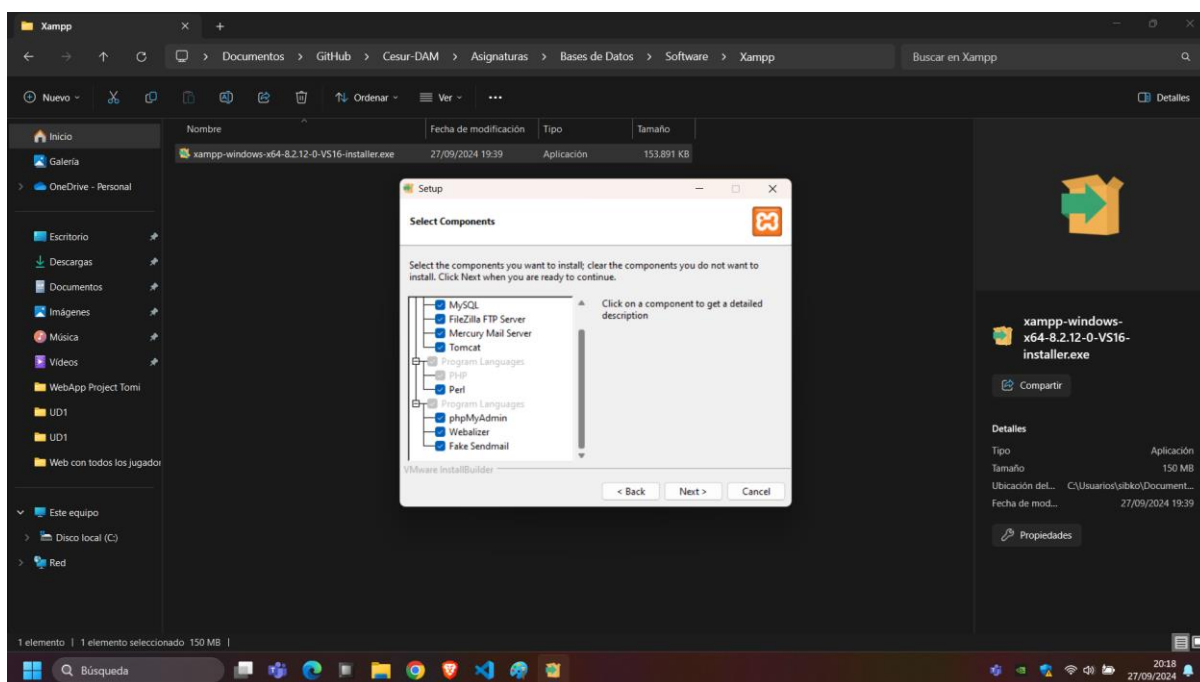 Xampp
Documentos > GitHub > Cesur-DAM > Asignaturas > Bases de Datos > Software > Xampp
Buscar en Xampp
Nuevo
Ordenar
Ver
Detalles
Inicio
Galería
OneDrive - Personal
Escritorio
Descargas
Documentos
Imágenes
Música
Vídeos
WebApp Project Tomi
UD1
UD1
Web con todos los jugador
Este equipo
Disco local (C:)
Red
Nombre Fecha de modificación Tipo Tamaño
xampp-windows-x64-8.2.12-0-VS16-installer.exe 27/09/2024 19:39 Aplicación 153.891 KB
Setup
Select Components
Select the components you want to install; clear the components you do not want to
install. Click Next when you are ready to continue.
MySQL
FileZilla FTP Server
Mercury Mail Server
Tomcat
Program Languages
PHP
Perl
Program Languages
phpMyAdmin
Webalizer
Fake Sendmail
Click on a component to get a detailed
description
VMware InstallBuilder
< Back Next > Cancel
xampp-windows-
x64-8.2.12-0-VS16-
installer.exe
Compartir
Detalles
Tipo Aplicación
Tamaño 150 MB
Ubicación del... C:\Usuarios\sibko\Document...
Fecha de mod... 27/09/2024 19:39
Propiedades
1 elemento | 1 elemento seleccionado 150 MB |
Búsqueda
20:18
27/09/2024